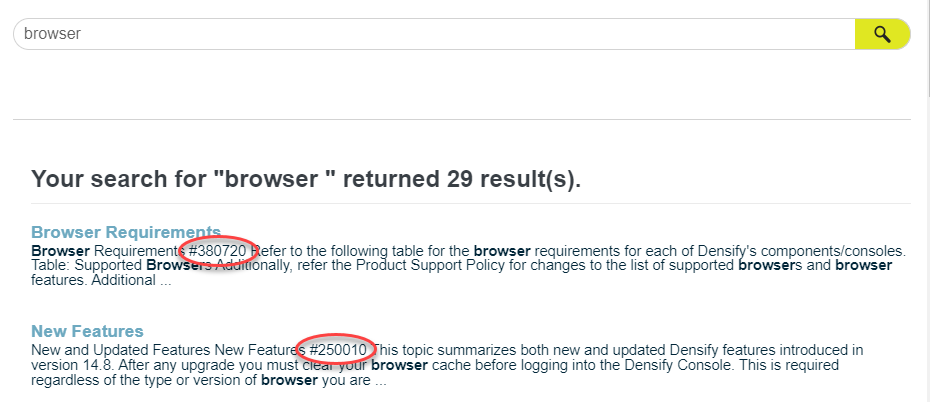 browser
Your search for "browser " returned 29 result(s).
Browser Requirements
Browser Requirements #380720 Refer to the following table for the browser requirements for each of Densify's components/consoles.
Table: Supported Browsers Additionally, refer the Product Support Policy for changes to the list of supported browsers and browser
features. Additional ...
New Features
New and Updated Features New Features #250010 This topic summarizes both new and updated Densify features introduced in
version 14.8. After any upgrade you must clear your browser cache before logging into the Densify Console. This is required
regardless of the type or version of browser you are ...